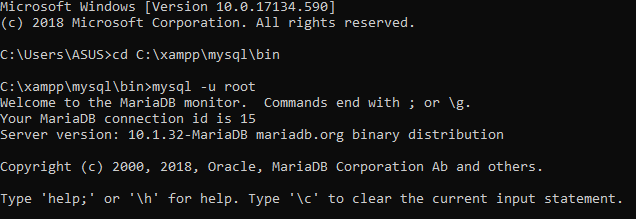 Microsoft Windows [Version 10.0.17134.590]
(c) 2018 Microsoft Corporation. All rights reserved.
C:\Users\ASUS>cd C:\xampp\mysql\bin
C:\xampp\mysql\bin>mysql -u root
Welcome to the MariaDB monitor.  Commands end with ; or \g.
Your MariaDB connection id is 15
Server version: 10.1.32-MariaDB mariadb.org binary distribution
Copyright (c) 2000, 2018, Oracle, MariaDB Corporation Ab and others.
Type 'help;' or '\h' for help. Type '\c' to clear the current input statement.